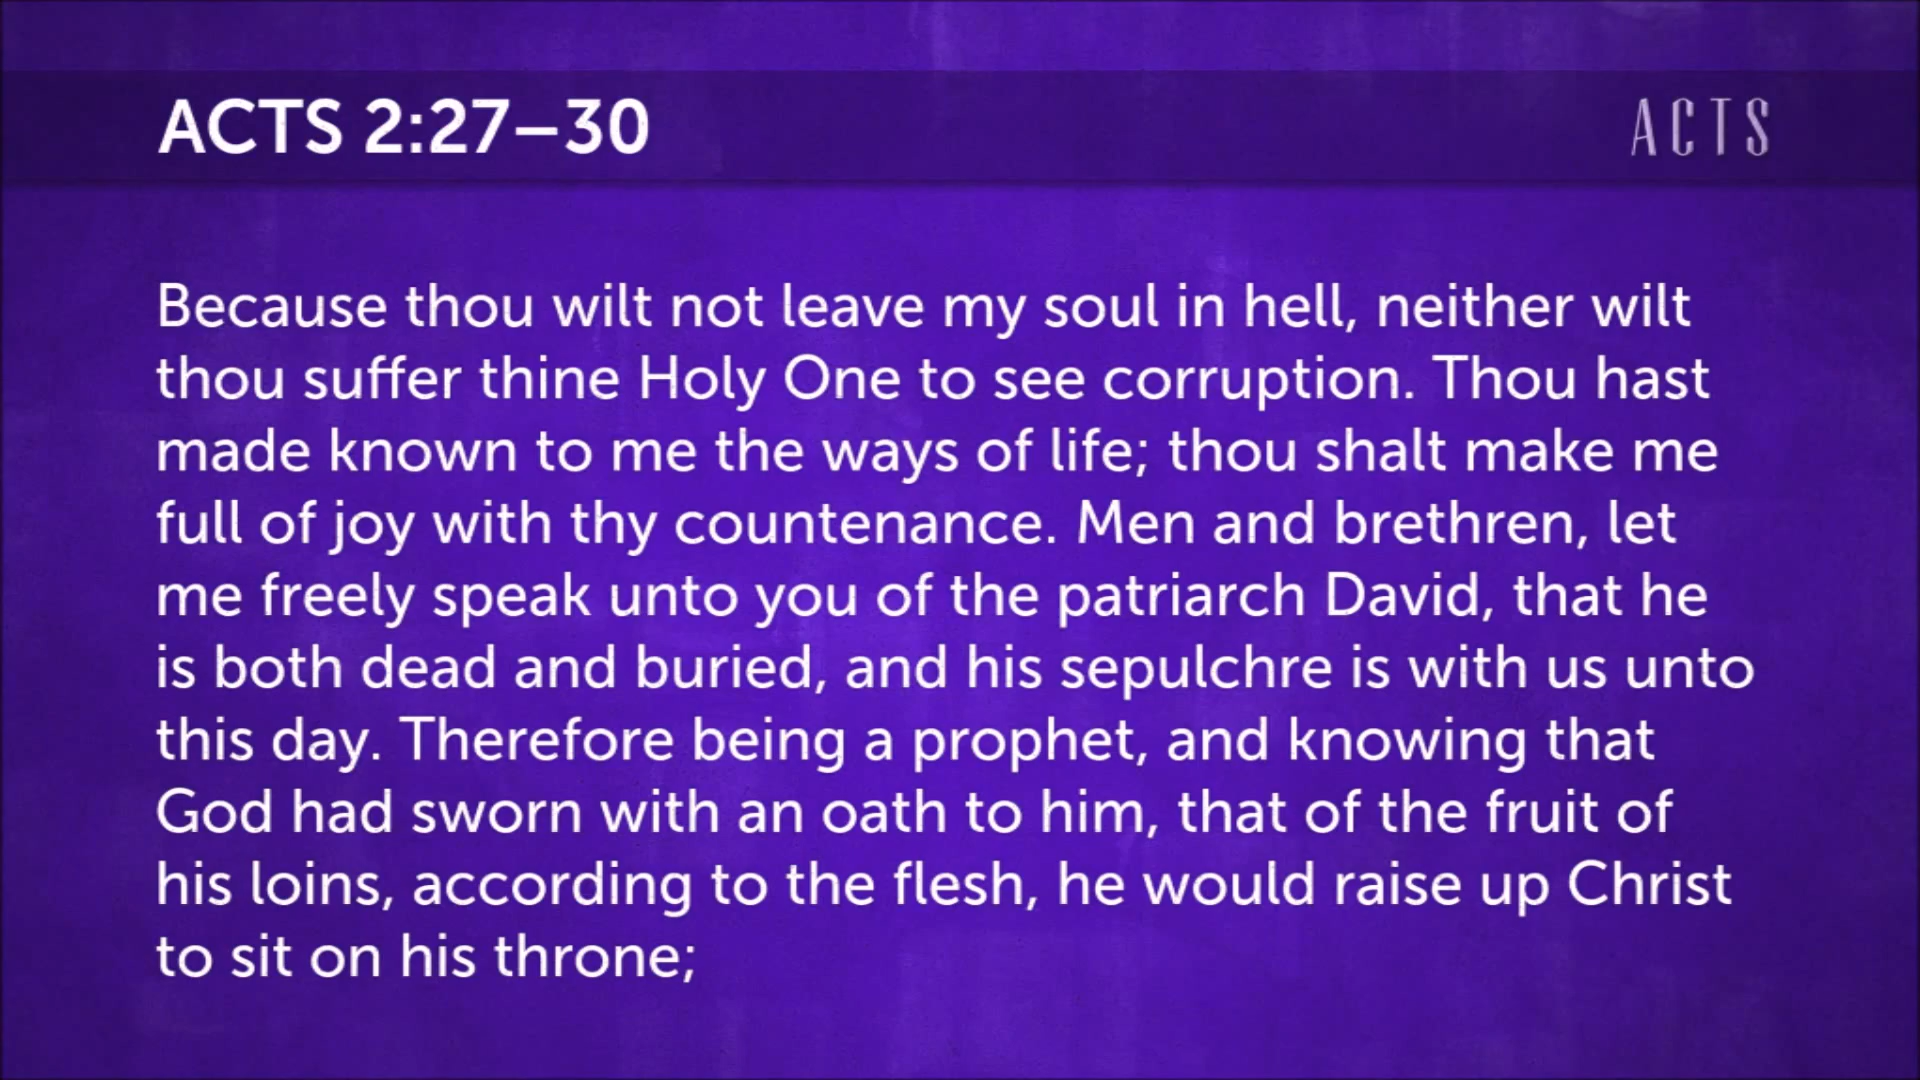 ACTS 2:27–30
ACTS
Because thou wilt not leave my soul in hell, neither wilt
thou suffer thine Holy One to see corruption. Thou hast
made known to me the ways of life; thou shalt make me
full of joy with thy countenance. Men and brethren, let
me freely speak unto you of the patriarch David, that he
is both dead and buried, and his sepulchre is with us unto
this day. Therefore being a prophet, and knowing that
God had sworn with an oath to him, that of the fruit of
his loins, according to the flesh, he would raise up Christ
to sit on his throne;